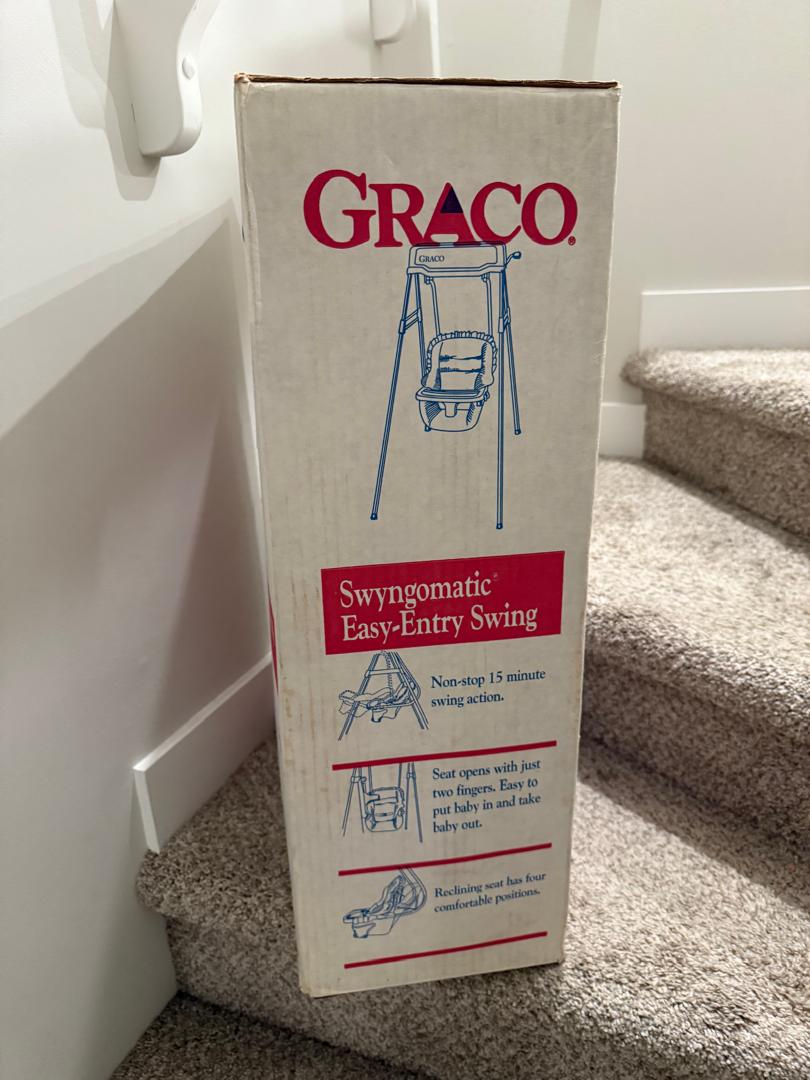 GRACO®
GRACO
Swyngomatic®
Easy-Entry Swing
Non-stop 15 minute
swing action.
Seat opens with just
two fingers. Easy to
put baby in and take
baby out.
Reclining seat has four
comfortable positions.